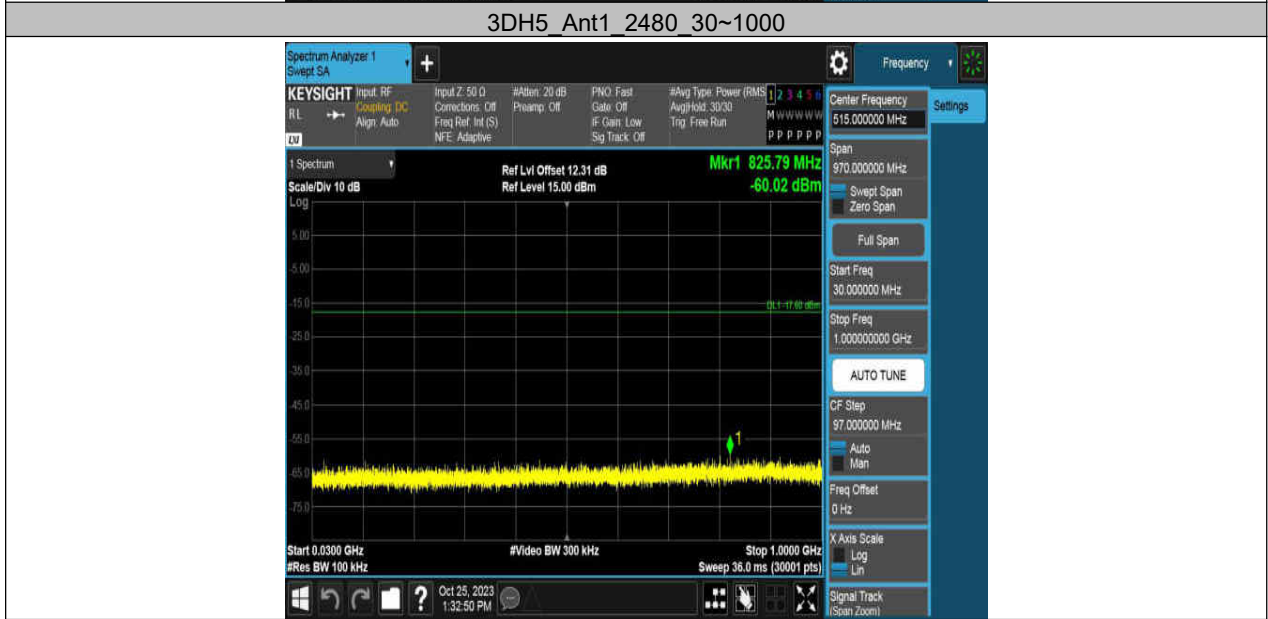 3DH5_Ant1_2480_30~1000
Spectrum Analyzer 1
Swept SA
+
Frequency
KEYSIGHT
RL
LXI
Input: RF
Coupling: DC
Align: Auto
Input Z: 50 Ω
Corrections: Off
Freq Ref: Int (S)
NFE: Adaptive
#Atten: 20 dB
Preamp: Off
PNO: Fast
Gate: Off
IF Gain: Low
Sig Track: Off
#Avg Type: Power (RMS
Avg|Hold: 30/30
Trig: Free Run
1 2 3 4 5 6
M W W W W W
P P P P P P
Center Frequency
515.000000 MHz
Settings
Span
970.000000 MHz
Swept Span
Zero Span
Full Span
Start Freq
30.000000 MHz
Stop Freq
1.000000000 GHz
AUTO TUNE
CF Step
97.000000 MHz
Auto
Man
Freq Offset
0 Hz
X Axis Scale
Log
Lin
Signal Track
(Span Zoom)
1 Spectrum
Scale/Div 10 dB
Ref Lvl Offset 12.31 dB
Ref Level 15.00 dBm
Mkr1 825.79 MHz
-60.02 dBm
Log
5.00
-5.00
-15.0
DL1 -17.60 dBm
-25.0
-35.0
-45.0
-55.0
1
-65.0
-75.0
Start 0.0300 GHz
#Res BW 100 kHz
#Video BW 300 kHz
Stop 1.0000 GHz
Sweep 36.0 ms (30001 pts)
?
Oct 25, 2023
1:32:50 PM